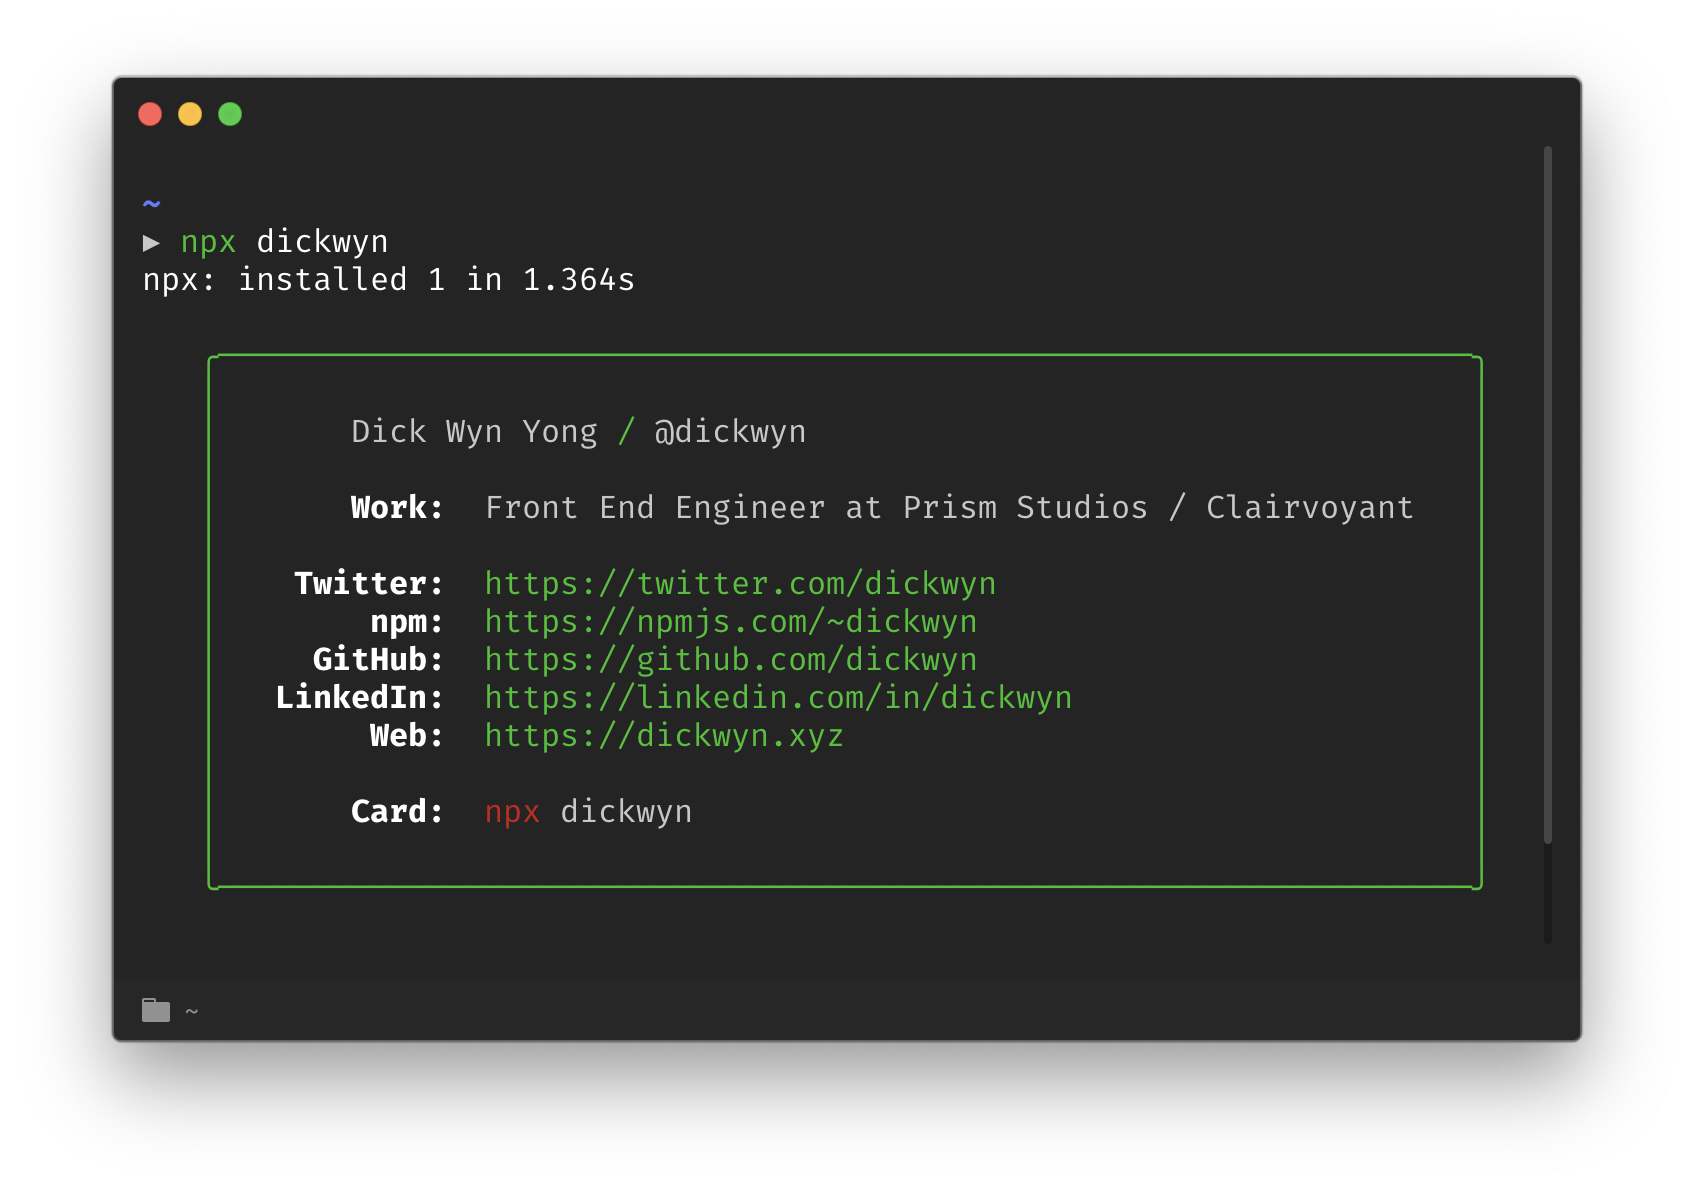 ~
▶ npx dickwyn
npx: installed 1 in 1.364s
Dick Wyn Yong / @dickwyn
Work: Front End Engineer at Prism Studios / Clairvoyant
Twitter: https://twitter.com/dickwyn
npm: https://npmjs.com/~dickwyn
GitHub: https://github.com/dickwyn
LinkedIn: https://linkedin.com/in/dickwyn
Web: https://dickwyn.xyz
Card: npx dickwyn
~